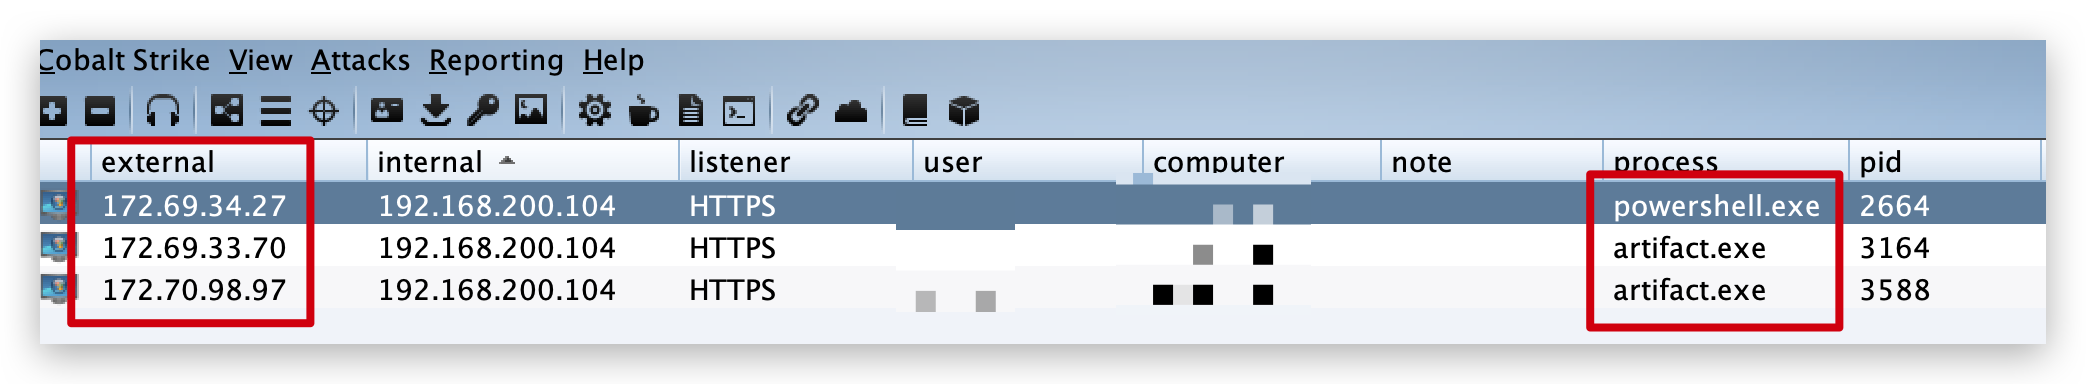 Cobalt Strike View Attacks Reporting Help
external internal listener user computer note process pid
172.69.34.27 192.168.200.104 HTTPS powershell.exe 2664
172.69.33.70 192.168.200.104 HTTPS artifact.exe 3164
172.70.98.97 192.168.200.104 HTTPS artifact.exe 3588